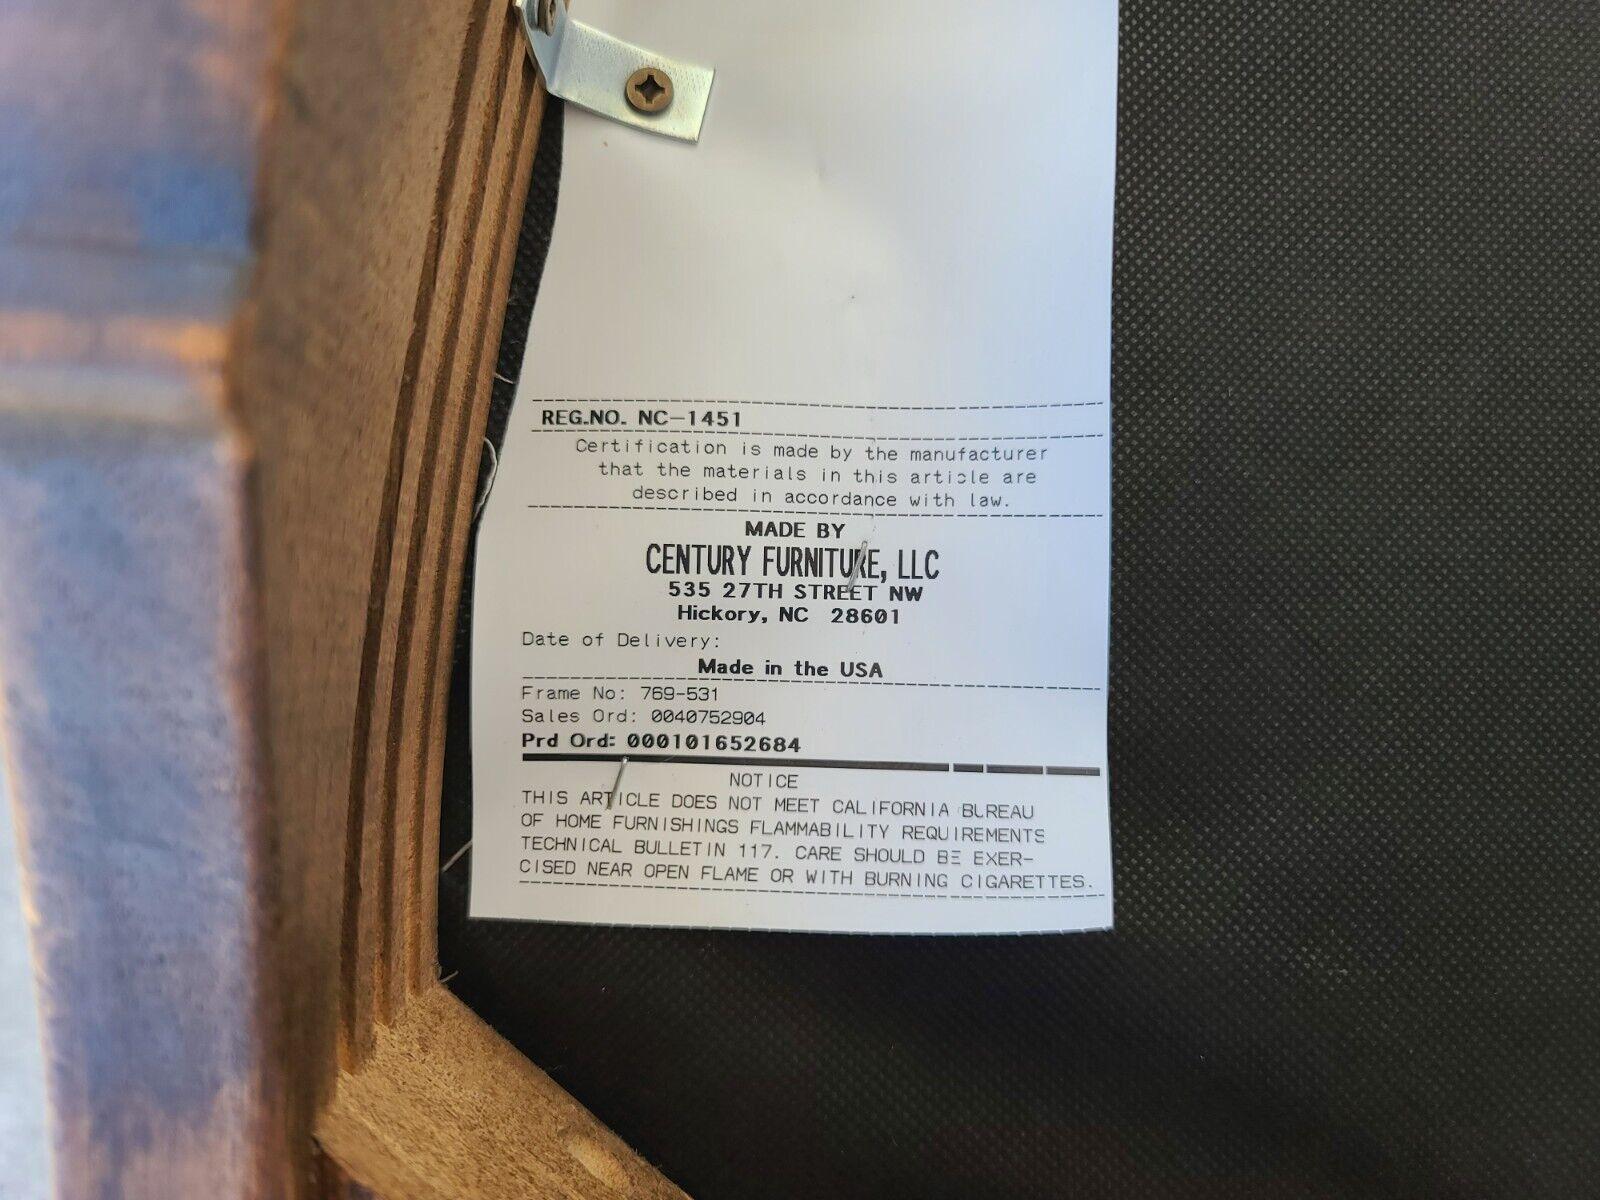 REG.NO. NC-1451
Certification is made by the manufacturer
that the materials in this article are
described in accordance with law.
MADE BY
CENTURY FURNITURE, LLC
535 27TH STREET NW
Hickory, NC 28601
Date of Delivery:
Made in the USA
Frame No: 769-531
Sales Ord: 0040752904
Prd Ord: 000101652684
NOTICE
THIS ARTICLE DOES NOT MEET CALIFORNIA BUREAU
OF HOME FURNISHINGS FLAMMABILITY REQUIREMENTS
TECHNICAL BULLETIN 117. CARE SHOULD BE EXER-
CISED NEAR OPEN FLAME OR WITH BURNING CIGARETTES.